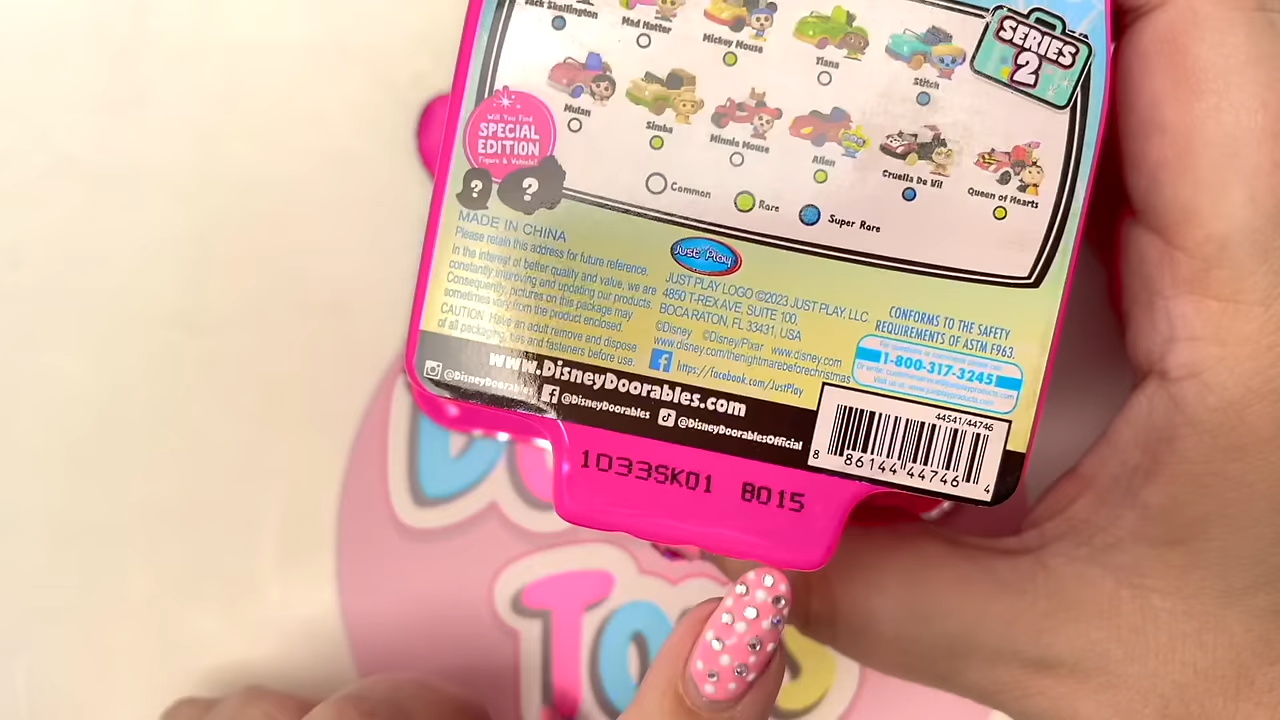 Jack Skellington
Mad Hatter
Mickey Mouse
Tiana
Stitch
SERIES
2
Mulan
Simba
Minnie Mouse
Alien
Cruella De Vil
Queen of Hearts
Will You Find
SPECIAL
EDITION
Figure & Vehicle?
?
?
Common
Rare
Super Rare
MADE IN CHINA
Please retain this address for future reference.
In the interest of better quality and value, we are
constantly improving and updating our products.
Consequently, pictures on this package may
sometimes vary from the product enclosed.
CAUTION: Have an adult remove and dispose
of all packaging, ties and fasteners before use.
Just Play
JUST PLAY LOGO ©2023 JUST PLAY, LLC.
4850 T-REX AVE, SUITE 100,
BOCA RATON, FL 33431, USA
©Disney ©Disney/Pixar www.disney.com
www.disney.com/thenightmarebeforechristmas
https://facebook.com/JustPlay
CONFORMS TO THE SAFETY
REQUIREMENTS OF ASTM F963.
For questions or comments please call:
1-800-317-3245
www.DisneyDoorables.com
@DisneyDoorables
@DisneyDoorables
@DisneyDoorablesOfficial
44541/44746
8 86144 44746 4
1D33SK01 B015